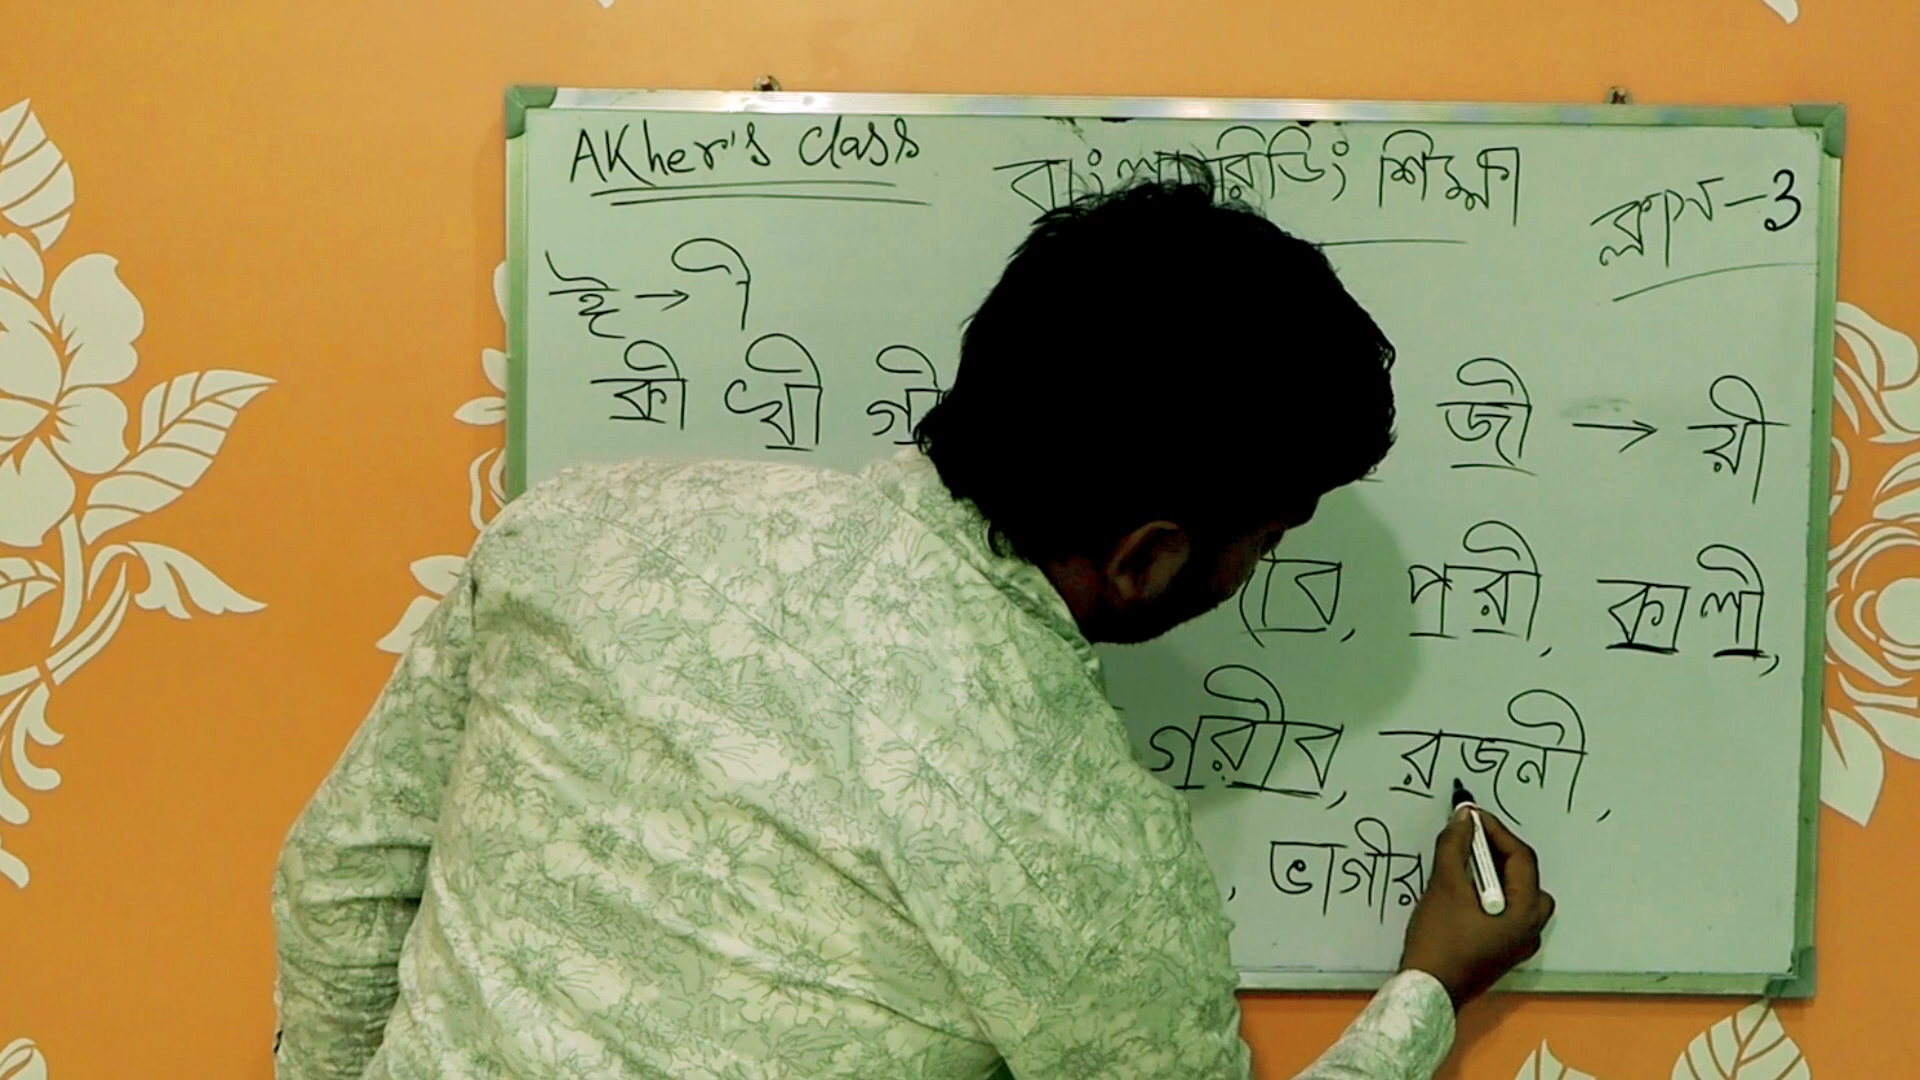 AKher's Class
রিডিং শিক্ষা
ক্লাস-3
ঈ → ী
কী খী গী জী → য়ী
পরী, কালী,
গরীব, রজনী,